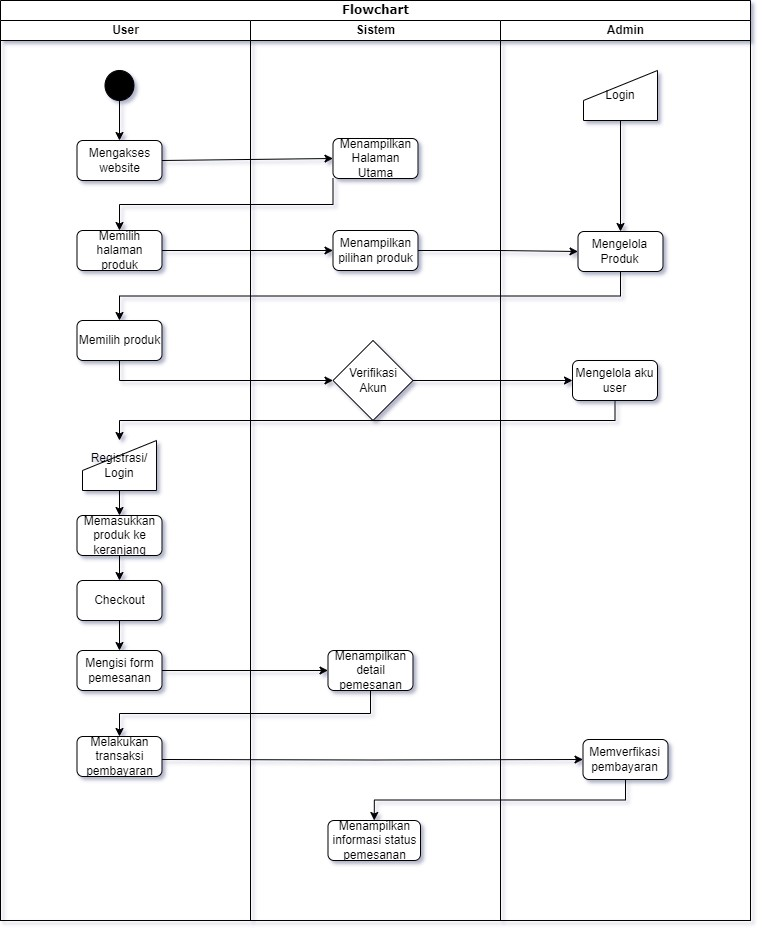 Flowchart
User
Sistem
Admin
Login
Mengakses
website
Menampilkan
Halaman
Utama
Memilih
halaman
produk
Menampilkan
pilihan produk
Mengelola
Produk
Memilih produk
Verifikasi
Akun
Mengelola aku
user
Registrasi/
Login
Memasukkan
produk ke
keranjang
Checkout
Mengisi form
pemesanan
Menampilkan
detail
pemesanan
Melakukan
transaksi
pembayaran
Memverfikasi
pembayaran
Menampilkan
informasi status
pemesanan